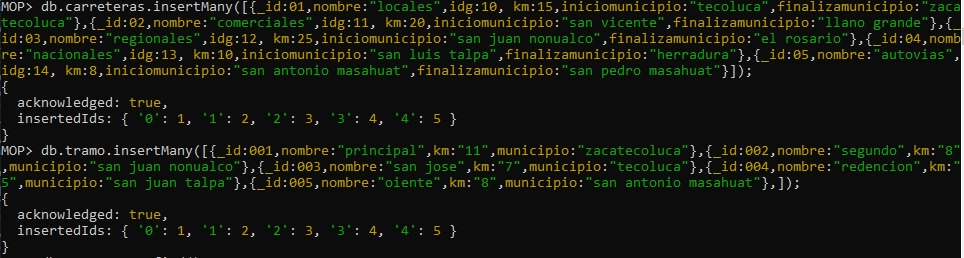 MOP> db.carreteras.insertMany([{_id:01,nombre:"locales",idg:10, km:15,iniciomunicipio:"tecoluca",finalizamunicipio:"zaca
tecoluca"},{_id:02,nombre:"comerciales",idg:11, km:20,iniciomunicipio:"san vicente",finalizamunicipio:"llano grande"},{_
id:03,nombre:"regionales",idg:12, km:25,iniciomunicipio:"san juan nonualco",finalizamunicipio:"el rosario"},{_id:04,nomb
re:"nacionales",idg:13, km:10,iniciomunicipio:"san luis talpa",finalizamunicipio:"herradura"},{_id:05,nombre:"autovias",
idg:14, km:8,iniciomunicipio:"san antonio masahuat",finalizamunicipio:"san pedro masahuat"}]);
{
  acknowledged: true,
  insertedIds: { '0': 1, '1': 2, '2': 3, '3': 4, '4': 5 }
}
MOP> db.tramo.insertMany([{_id:001,nombre:"principal",km:"11",municipio:"zacatecoluca"},{_id:002,nombre:"segundo",km:"8"
,municipio:"san juan nonualco"},{_id:003,nombre:"san jose",km:"7",municipio:"tecoluca"},{_id:004,nombre:"redencion",km:"
5",municipio:"san juan talpa"},{_id:005,nombre:"oiente",km:"8",municipio:"san antonio masahuat"},]);
{
  acknowledged: true,
  insertedIds: { '0': 1, '1': 2, '2': 3, '3': 4, '4': 5 }
}